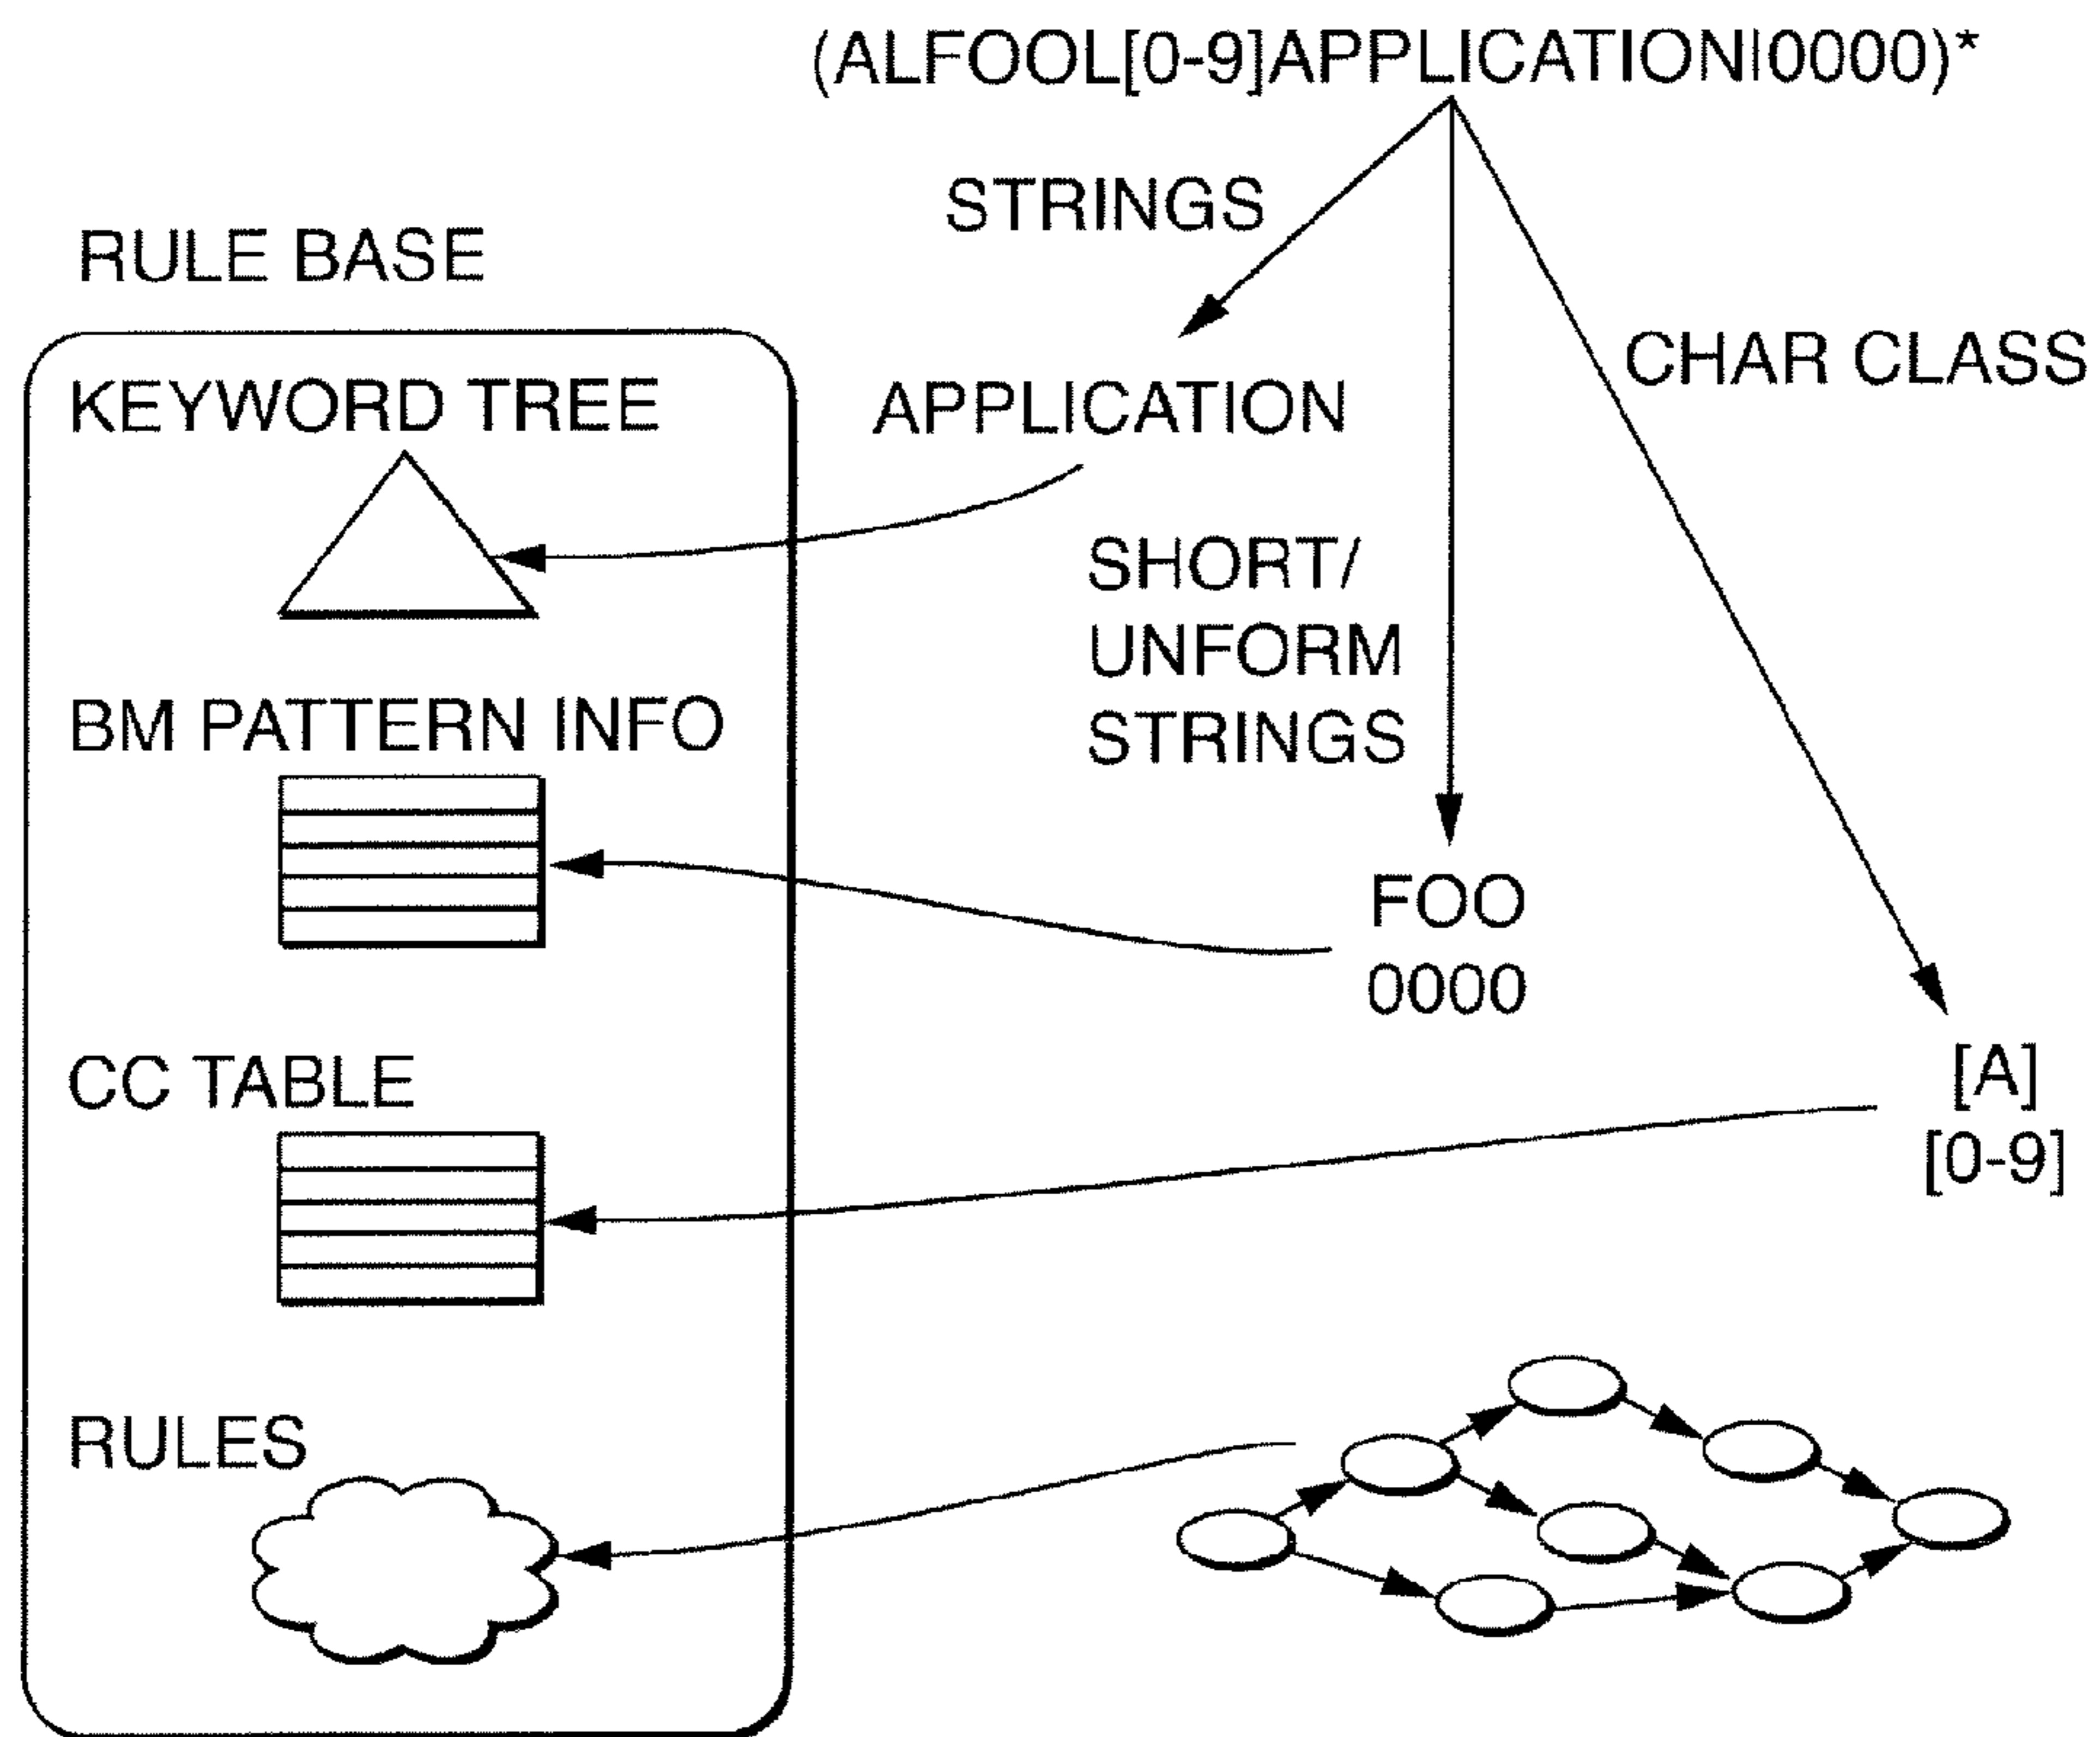 (ALFOOL[0-9]APPLICATION|0000)*
STRINGS
RULE BASE
CHAR CLASS
KEYWORD TREE
APPLICATION
SHORT/
UNFORM
STRINGS
BM PATTERN INFO
FOO
0000
CC TABLE
[A]
[0-9]
RULES